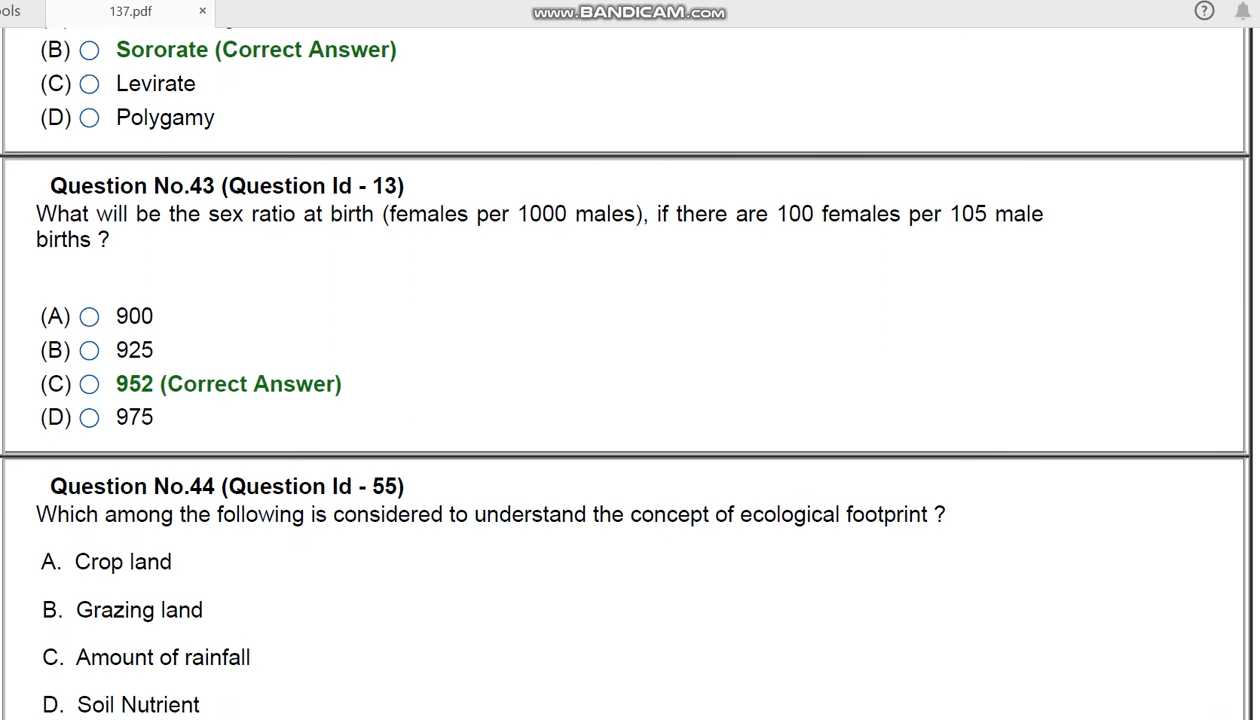 ools 137.pdf × www.BANDICAM.com ?
(B) Sororate (Correct Answer)
(C) Levirate
(D) Polygamy
Question No.43 (Question Id - 13)
What will be the sex ratio at birth (females per 1000 males), if there are 100 females per 105 male
births ?
(A) 900
(B) 925
(C) 952 (Correct Answer)
(D) 975
Question No.44 (Question Id - 55)
Which among the following is considered to understand the concept of ecological footprint ?
A. Crop land
B. Grazing land
C. Amount of rainfall
D. Soil Nutrient